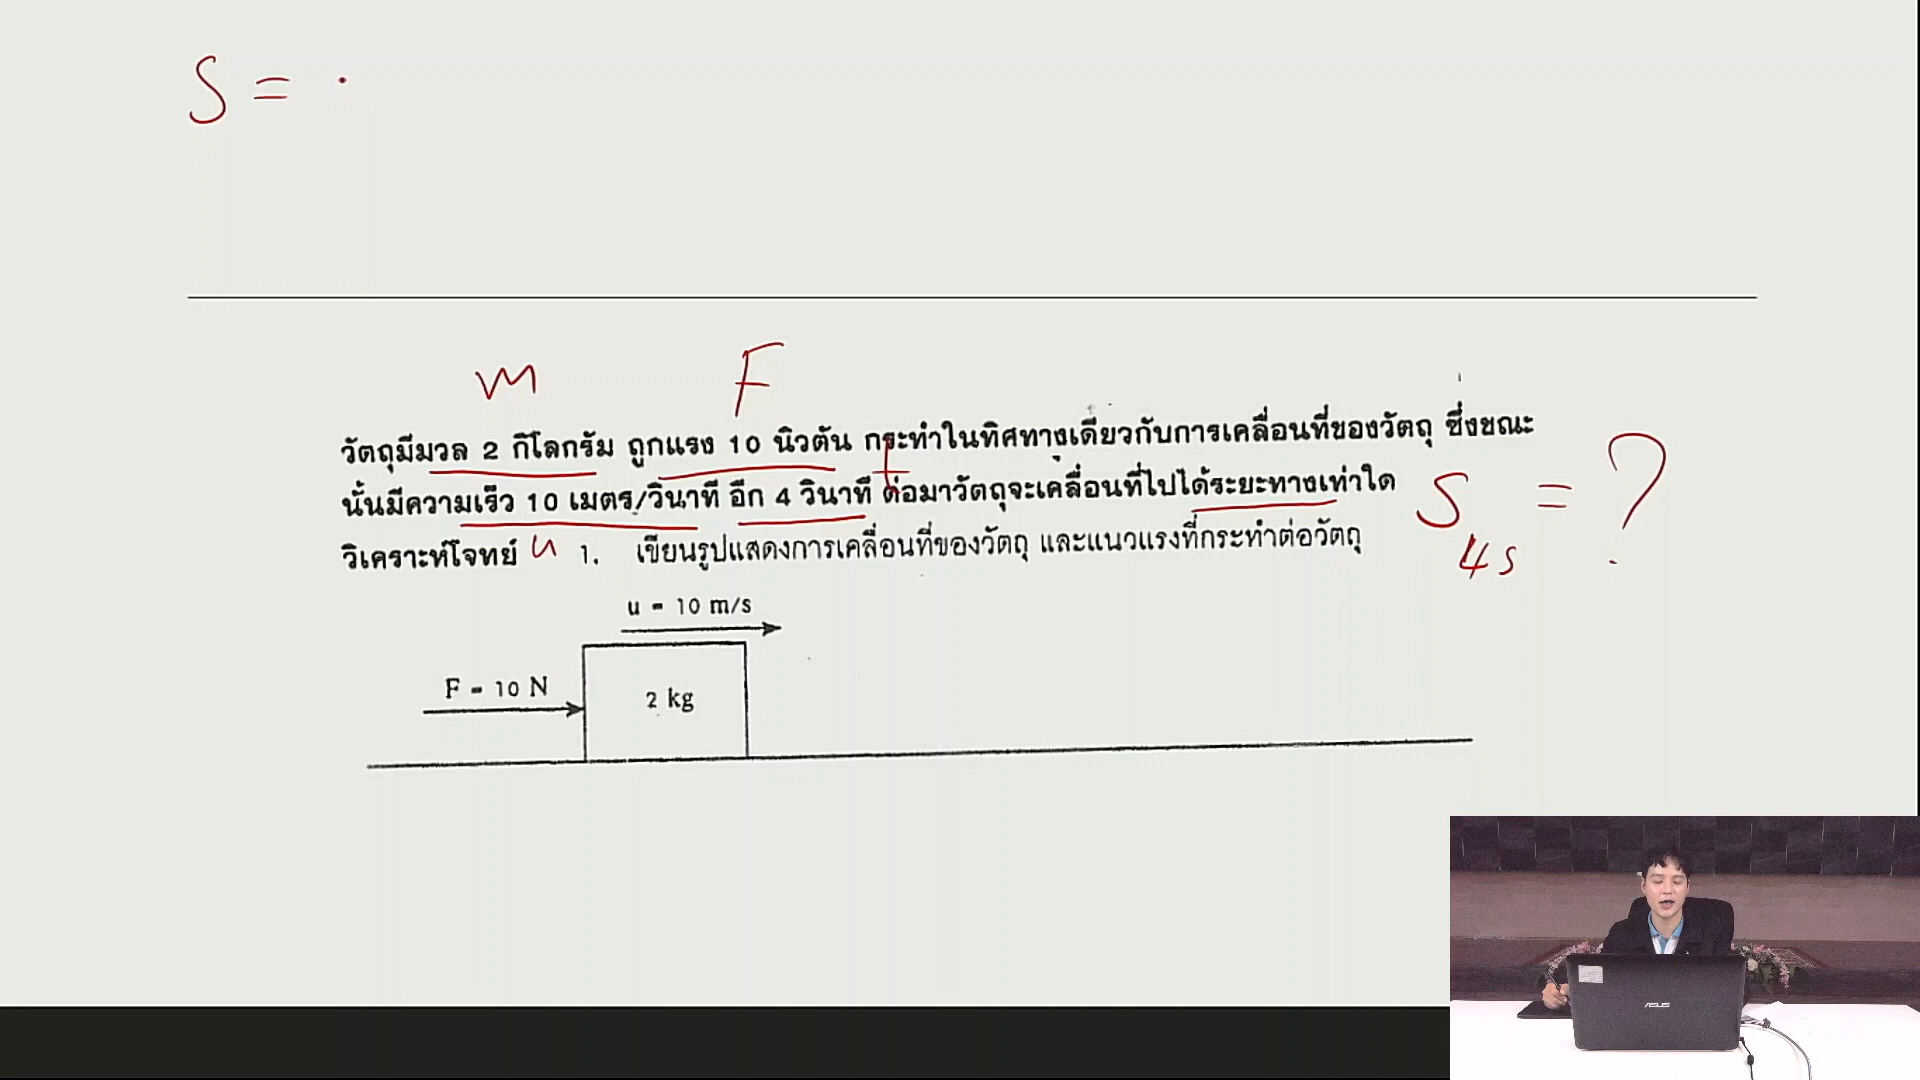 S = .
m F
วัตถุมีมวล 2 กิโลกรัม ถูกแรง 10 นิวตัน กระทำในทิศทางเดียวกับการเคลื่อนที่ของวัตถุ ซึ่งขณะ
นั้นมีความเร็ว 10 เมตร/วินาที อีก 4 วินาที ต่อมาวัตถุจะเคลื่อนที่ไปได้ระยะทางเท่าใด
t
S 4s = ?
วิเคราะห์โจทย์ u 1. เขียนรูปแสดงการเคลื่อนที่ของวัตถุ และแนวแรงที่กระทำต่อวัตถุ
u = 10 m/s
F = 10 N
2 kg
ASUS